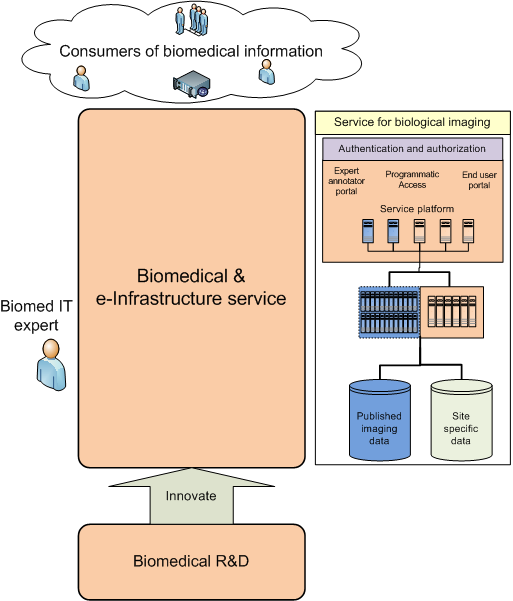 Consumers of biomedical information
Service for biological imaging
Authentication and authorization
Expert
annotator
portal
Programmatic
Access
End user
portal
Service platform
Biomedical &
e-Infrastructure service
Biomed IT
expert
Published
imaging
data
Site
specific
data
Innovate
Biomedical R&D